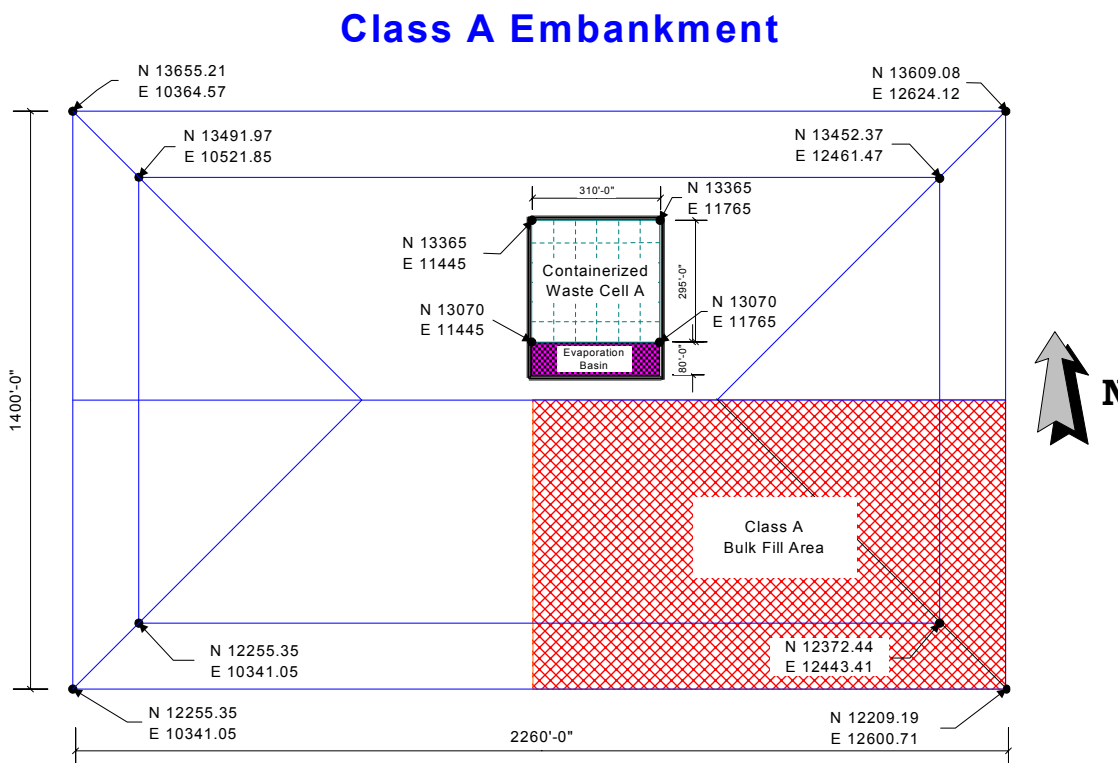 Class A Embankment
N 13655.21
E 10364.57
N 13609.08
E 12624.12
N 13491.97
E 10521.85
N 13452.37
E 12461.47
310'-0"
N 13365
E 11765
N 13365
E 11445
Containerized
Waste Cell A
295'-0"
N 13070
E 11445
N 13070
E 11765
Evaporation
Basin
80'-0"
N
1400'-0"
Class A
Bulk Fill Area
N 12255.35
E 10341.05
N 12372.44
E 12443.41
N 12255.35
E 10341.05
N 12209.19
E 12600.71
2260'-0"